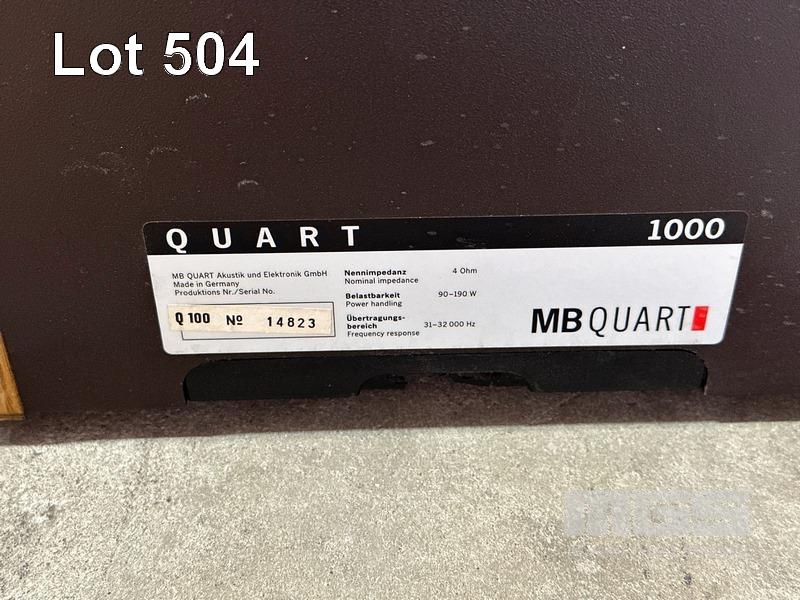 Lot 504
QUART 1000
MB QUART Akustik und Elektronik GmbH
Made in Germany
Produktions Nr./Serial No.
Q 100 № 14823
Nennimpedanz 4 Ohm
Nominal impedance
Belastbarkeit 90–190 W
Power handling
Übertragungs-
bereich 31–32 000 Hz
Frequency response
MB QUART
MGS